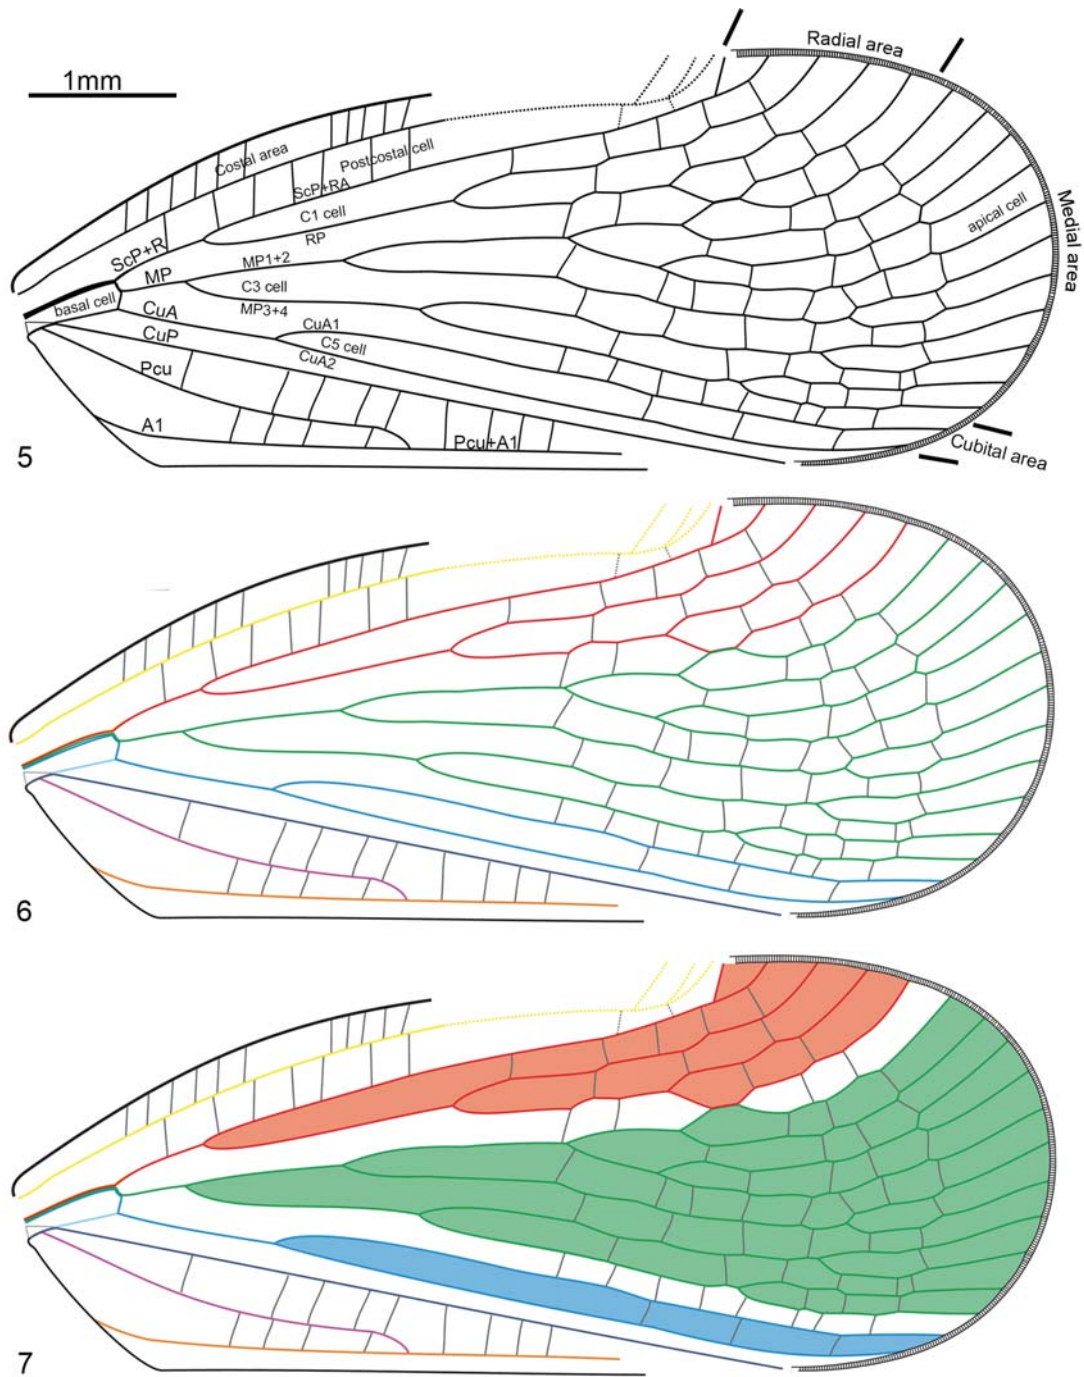 Radial area
1mm
Costal area
Postcostal cell
ScP+RA
C1 cell
apical cell
Medial area
ScP+R
RP
MP
MP1+2
basal cell
C3 cell
CuA
MP3+4
CuA1
CuP
C5 cell
CuA2
Pcu
A1
Pcu+A1
5
Cubital area
6
7